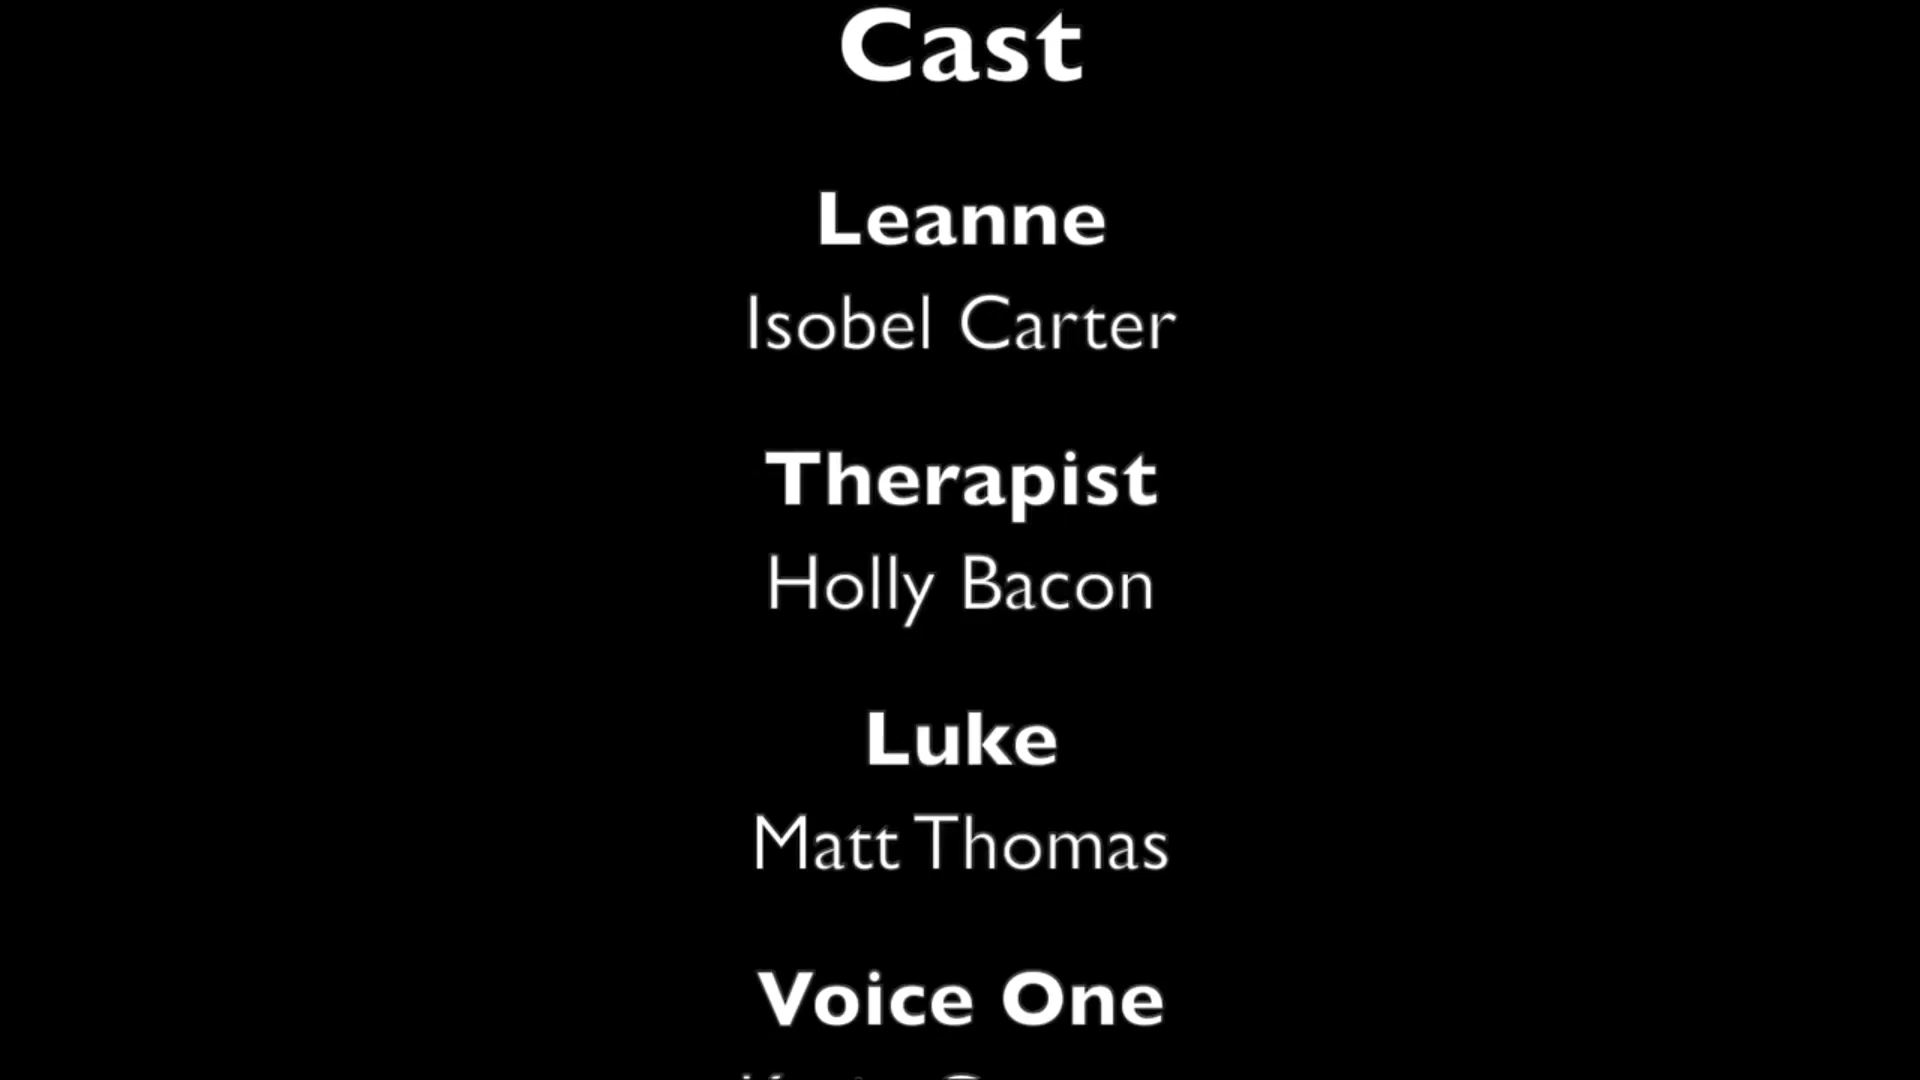 Cast
Leanne
Isobel Carter
Therapist
Holly Bacon
Luke
Matt Thomas
Voice One